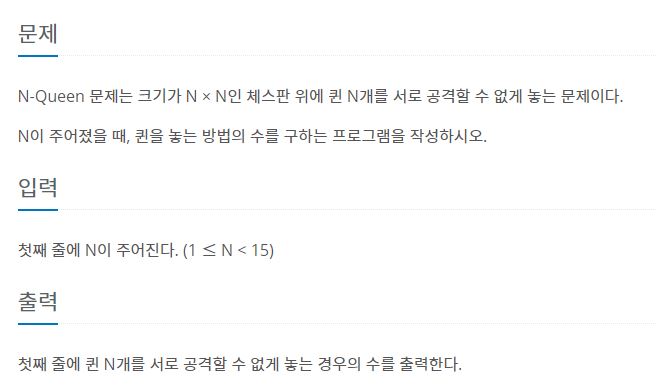 문제
N-Queen 문제는 크기가 N × N인 체스판 위에 퀸 N개를 서로 공격할 수 없게 놓는 문제이다.
N이 주어졌을 때, 퀸을 놓는 방법의 수를 구하는 프로그램을 작성하시오.
입력
첫째 줄에 N이 주어진다. (1 ≤ N < 15)
출력
첫째 줄에 퀸 N개를 서로 공격할 수 없게 놓는 경우의 수를 출력한다.